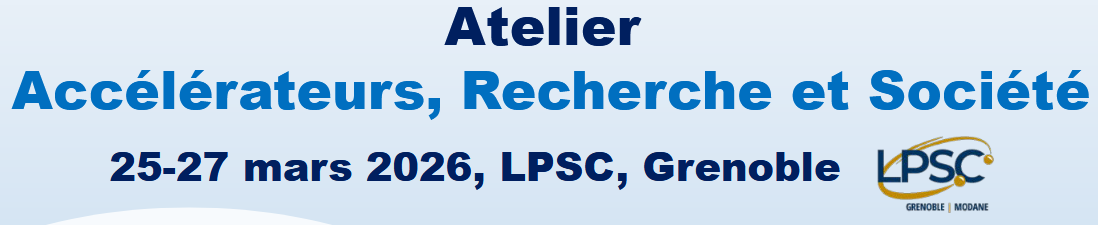 Atelier
Accélérateurs, Recherche et Société
25-27 mars 2026, LPSC, Grenoble
LPSC
GRENOBLE | MODANE